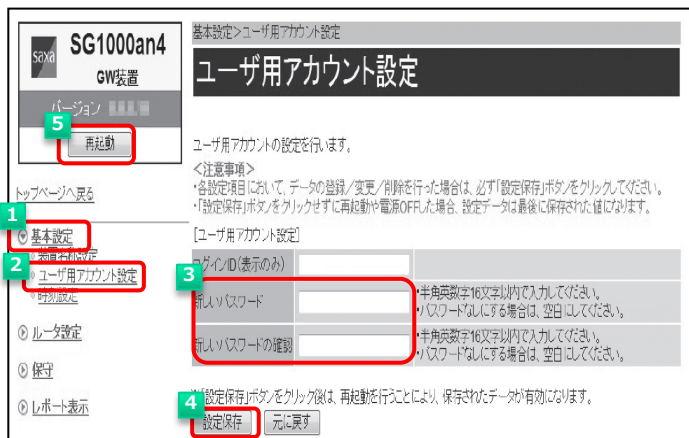 saxa
SG1000an4
GW装置
バージョン
5
再起動
トップページへ戻る
1
基本設定
装置名称設定
2
ユーザ用アカウント設定
時刻設定
ルータ設定
保守
レポート表示
基本設定>ユーザ用アカウント設定
ユーザ用アカウント設定
ユーザ用アカウントの設定を行います。
<注意事項>
・各設定項目において、データの登録/変更/削除を行った場合は、必ず「設定保存」ボタンをクリックしてください。
・「設定保存」ボタンをクリックせずに再起動や電源OFFした場合、設定データは最後に保存された値になります。
[ユーザ用アカウント設定]
ログインID(表示のみ)
3
新しいパスワード
・半角英数字16文字以内で入力してください。
・パスワードなしにする場合は、空白にしてください。
新しいパスワードの確認
・半角英数字16文字以内で入力してください。
・パスワードなしにする場合は、空白にしてください。
※「設定保存」ボタンをクリック後は、再起動を行うことにより、保存されたデータが有効になります。
4
設定保存
元に戻す